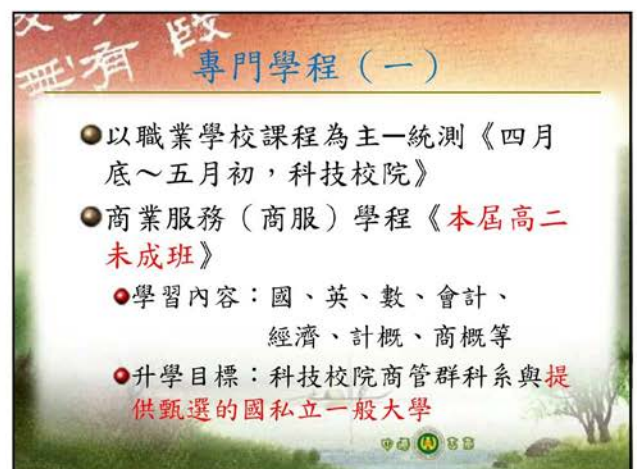 專門學程（一）
以職業學校課程為主—統測《四月
底～五月初，科技校院》
商業服務（商服）學程《本屆高二
未成班》
學習內容：國、英、數、會計、
經濟、計概、商概等
升學目標：科技校院商管群科系與提
供甄選的國私立一般大學